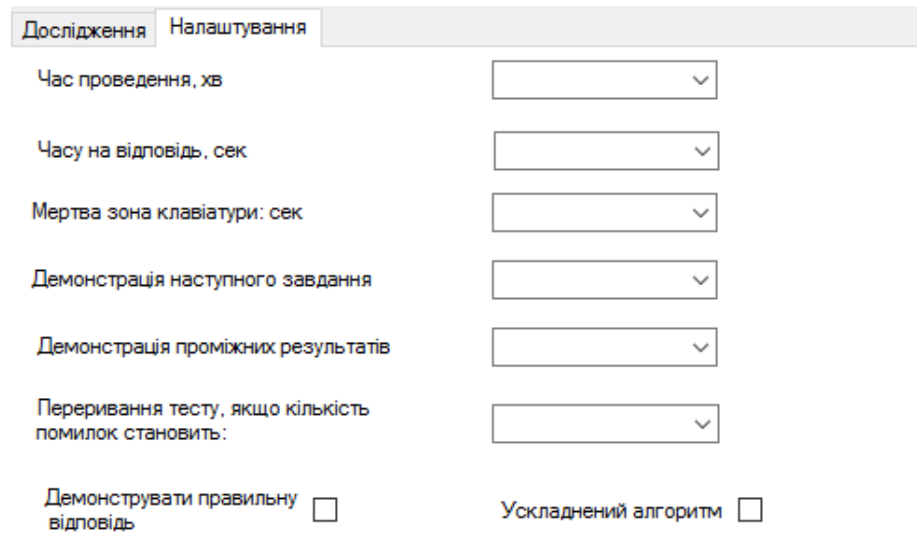 Дослідження Налаштування
Час проведення, хв
Часу на відповідь, сек
Мертва зона клавіатури: сек
Демонстрація наступного завдання
Демонстрація проміжних результатів
Переривання тесту, якщо кількість
помилок становить:
Демонструвати правильну
відповідь
Ускладнений алгоритм